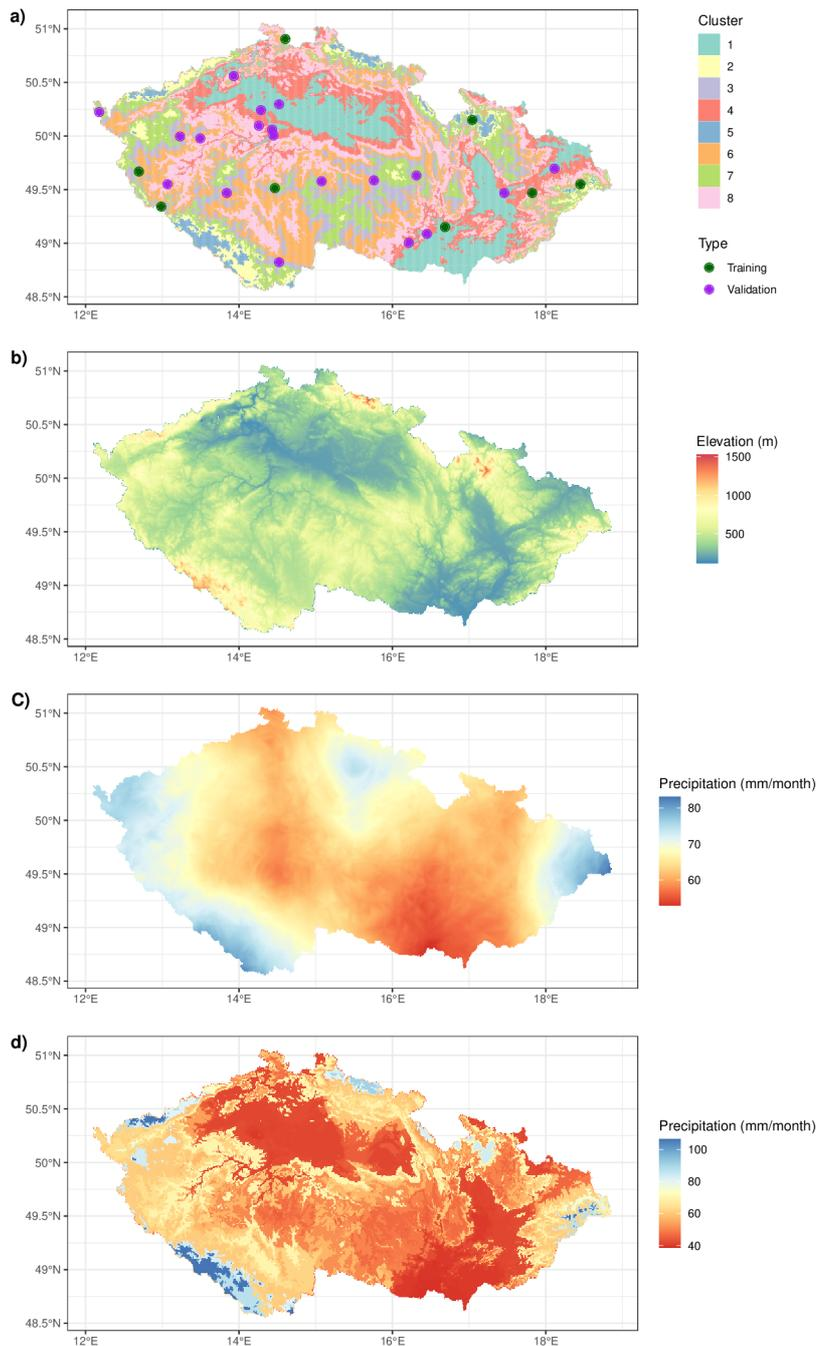 a)
51°N
50.5°N
50°N
49.5°N
49°N
48.5°N
12°E 14°E 16°E 18°E
Cluster
1
2
3
4
5
6
7
8
Type
Training
Validation
b)
51°N
50.5°N
50°N
49.5°N
49°N
48.5°N
12°E 14°E 16°E 18°E
Elevation (m)
1500
1000
500
C)
51°N
50.5°N
50°N
49.5°N
49°N
48.5°N
12°E 14°E 16°E 18°E
Precipitation (mm/month)
80
70
60
d)
51°N
50.5°N
50°N
49.5°N
49°N
48.5°N
12°E 14°E 16°E 18°E
Precipitation (mm/month)
100
80
60
40